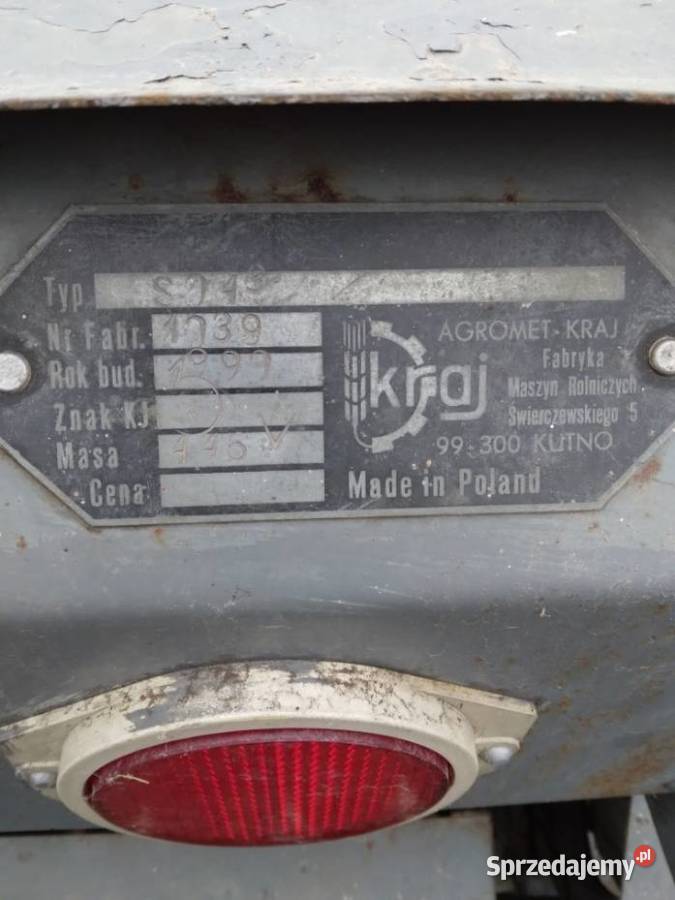 Typ
Nr Fabr. 1039
Rok bud.
Znak KJ
Masa
Cena
kraj
AGROMET-KRAJ
Fabryka
Maszyn Rolniczych
Świerczewskiego 5
99-300 KUTNO
Made in Poland
Sprzedajemy.pl